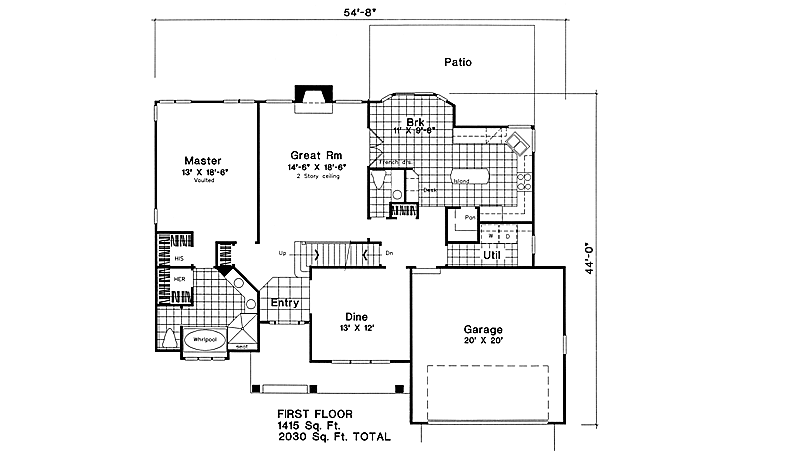 54'-8"
Patio
Brk
11' X 9'-6"
Master
13' X 18'-6"
Vaulted
Great Rm
14'-6" X 18'-6"
2 Story ceiling
French drs
Island
Desk
Pan
W D
Util
HIS
HER
Up
Dn
Entry
Dine
13' X 12'
Whirlpool
seat
Garage
20' X 20'
44'-0"
FIRST FLOOR
1415 Sq. Ft.
2030 Sq. Ft. TOTAL